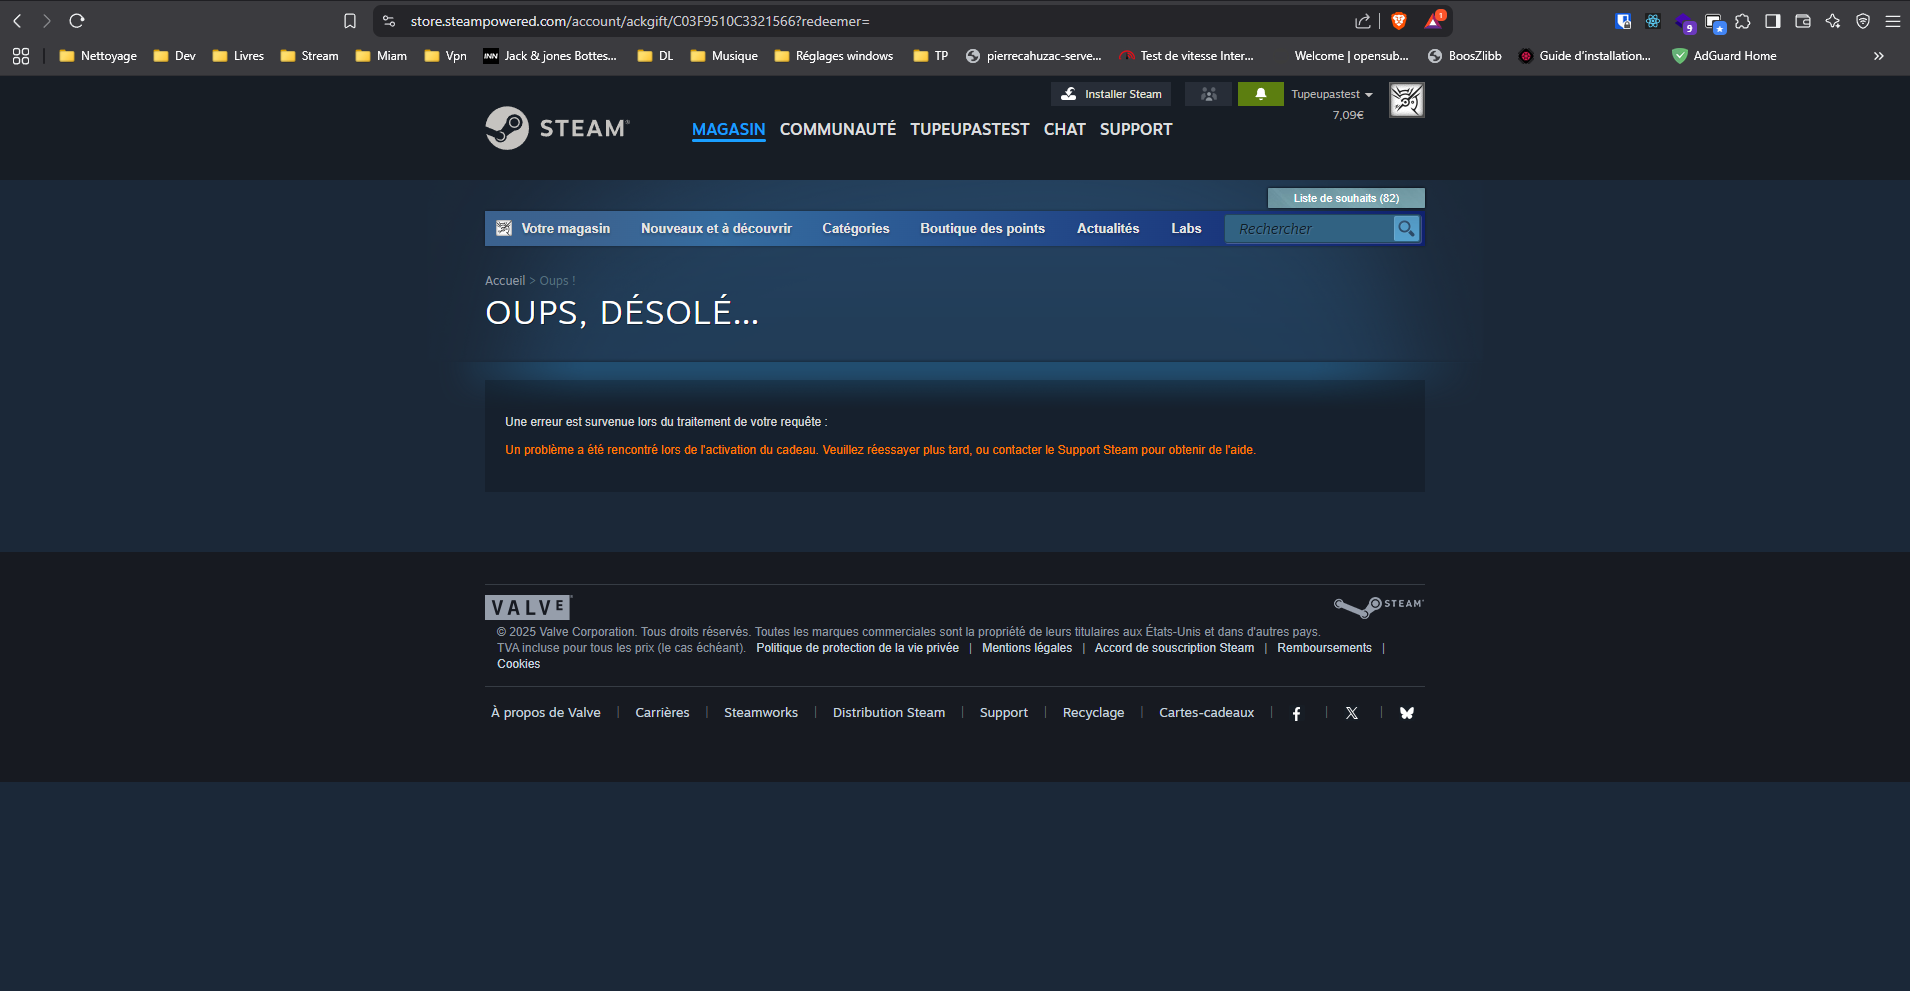 store.steampowered.com/account/ackgift/C03F9510C3321566?redeemer=
1
9
Nettoyage Dev Livres Stream Miam Vpn INN Jack & jones Bottes... DL Musique Réglages windows TP pierrecahuzac-serve... Test de vitesse Inter... Welcome | opensub... BoosZlibb Guide d'installation... AdGuard Home
Installer Steam Tupeupastest
7,09€
STEAM MAGASIN COMMUNAUTÉ TUPEUPASTEST CHAT SUPPORT
Liste de souhaits (82)
Votre magasin Nouveaux et à découvrir Catégories Boutique des points Actualités Labs Rechercher
Accueil > Oups !
OUPS, DÉSOLÉ...
Une erreur est survenue lors du traitement de votre requête :
Un problème a été rencontré lors de l'activation du cadeau. Veuillez réessayer plus tard, ou contacter le Support Steam pour obtenir de l'aide.
VALVE STEAM
© 2025 Valve Corporation. Tous droits réservés. Toutes les marques commerciales sont la propriété de leurs titulaires aux États-Unis et dans d'autres pays.
TVA incluse pour tous les prix (le cas échéant). Politique de protection de la vie privée | Mentions légales | Accord de souscription Steam | Remboursements |
Cookies
À propos de Valve | Carrières | Steamworks | Distribution Steam | Support | Recyclage | Cartes-cadeaux | | |